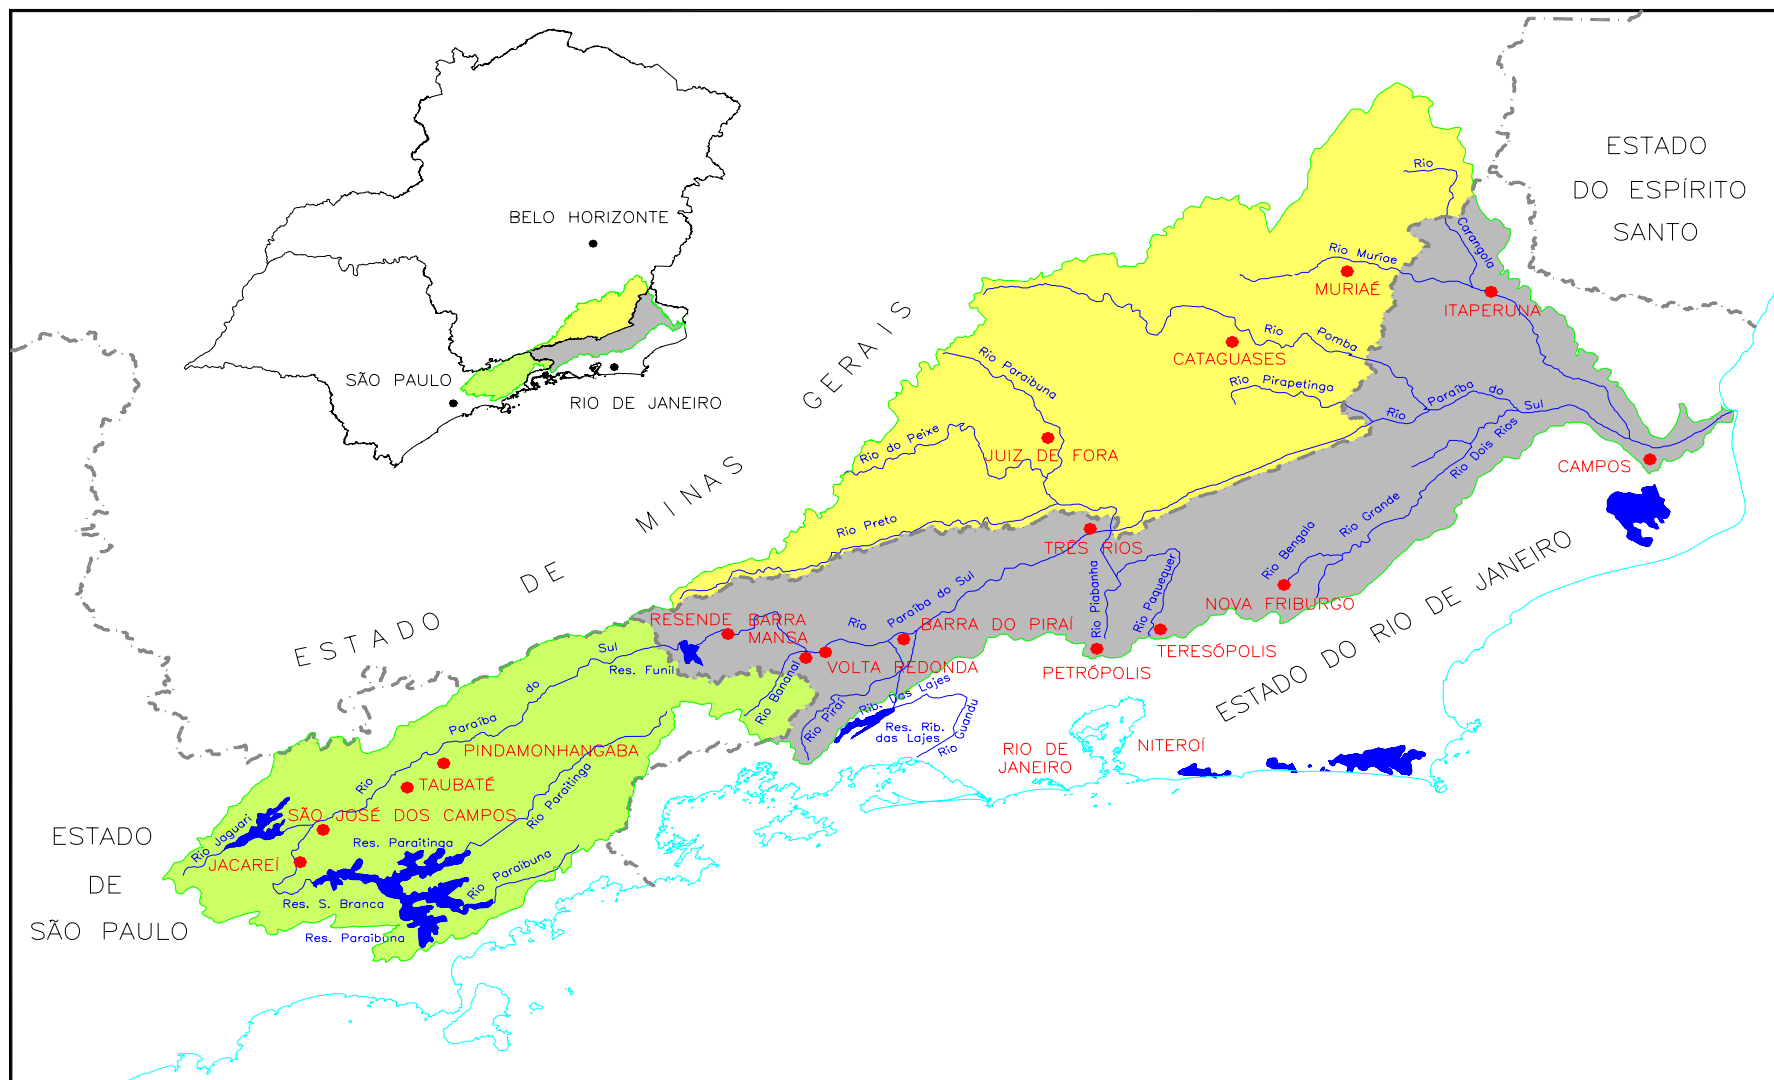 BELO HORIZONTE
SÃO PAULO
RIO DE JANEIRO
ESTADO
DO ESPÍRITO
SANTO
ESTADO DE MINAS GERAIS
ESTADO DO RIO DE JANEIRO
ESTADO
DE
SÃO PAULO
Rio Carangola
Rio Muriae
MURIAÉ
ITAPERUNA
Rio Pomba
CATAGUASES
Rio Pirapetinga
Rio Paraibuna
Rio do Peixe
JUIZ DE FORA
Rio Paraíba do Sul
Rio Dois Rios
CAMPOS
Rio Grande
Rio Bengala
NOVA FRIBURGO
Rio Preto
TRÊS RIOS
Rio Piabanha
Rio Paquequer
TERESÓPOLIS
PETRÓPOLIS
Rio Paraíba do Sul
RESENDE
BARRA
MANSA
BARRA DO PIRAÍ
VOLTA REDONDA
Res. Funil
Rio Bananal
Rio Piraí
Rib. Das Lajes
Res. Rib.
das Lajes
Rio Guandu
RIO DE
JANEIRO
NITEROÍ
Rio Paraíba do Sul
PINDAMONHANGABA
TAUBATÉ
SÃO JOSÉ DOS CAMPOS
Rio Paraitinga
Rio Jaguari
JACAREÍ
Res. Paraitinga
Rio Paraibuna
Res. S. Branca
Res. Paraibuna